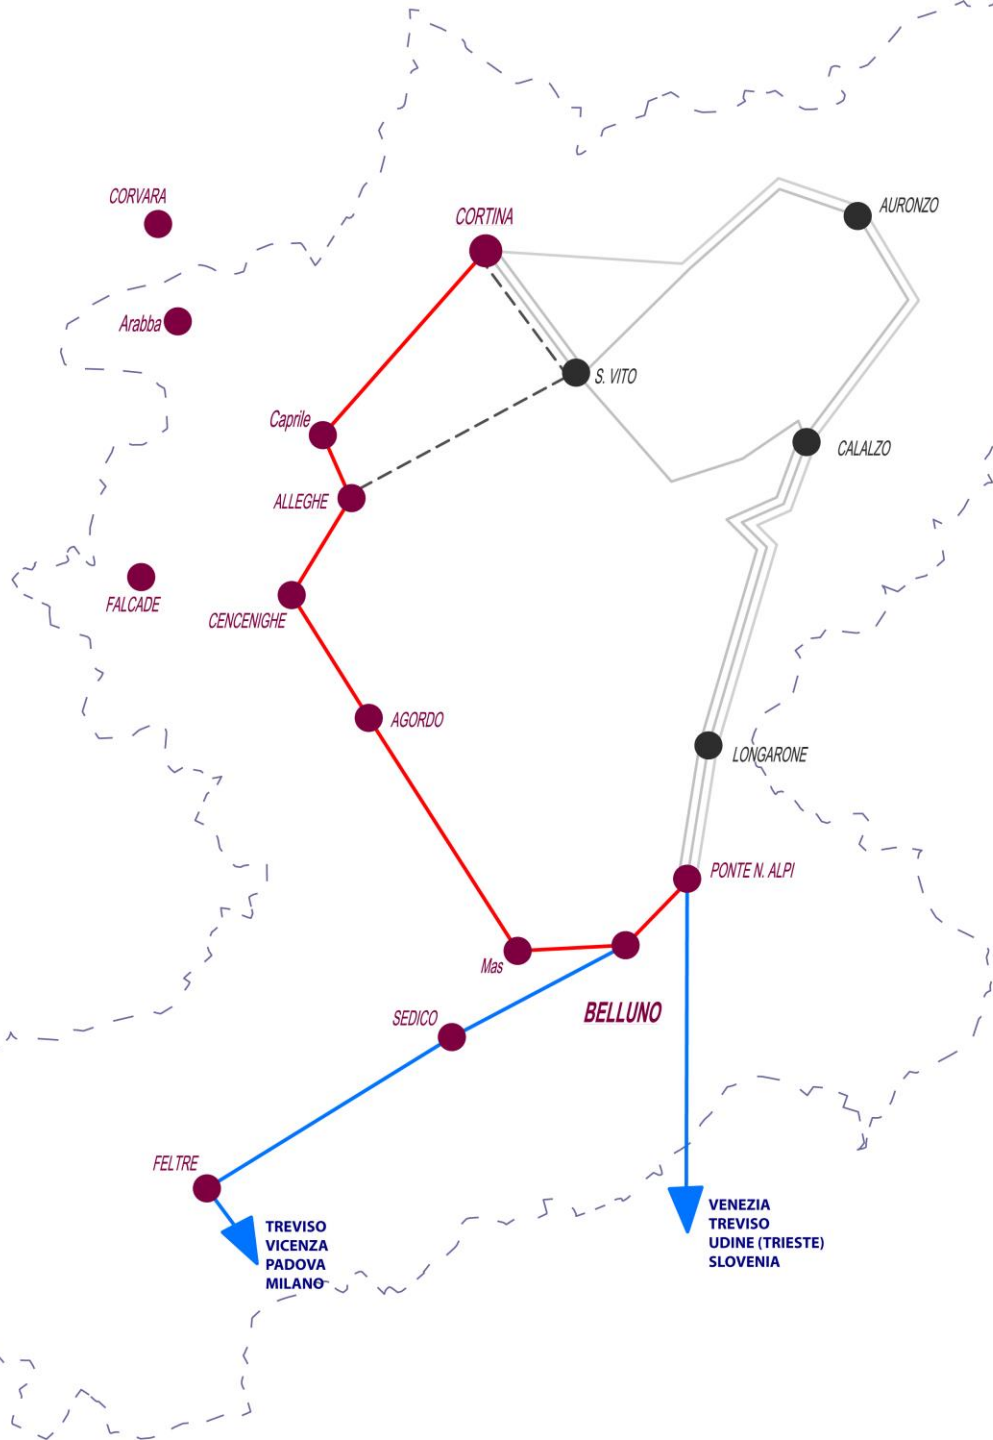 CORVARA
AURONZO
CORTINA
Arabba
S. VITO
Caprile
CALALZO
ALLEGHE
FALCADE
CENCENIGHE
AGORDO
LONGARONE
PONTE N. ALPI
Mas
BELLUNO
SEDICO
FELTRE
VENEZIA
TREVISO
UDINE (TRIESTE)
SLOVENIA
TREVISO
VICENZA
PADOVA
MILANO